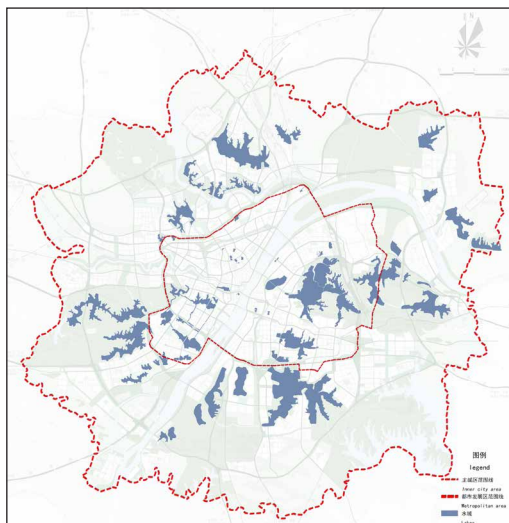 N
图例
legend
主城区范围线
Inner city area
都市发展区范围线
Metropolitan area
水域
Lakes